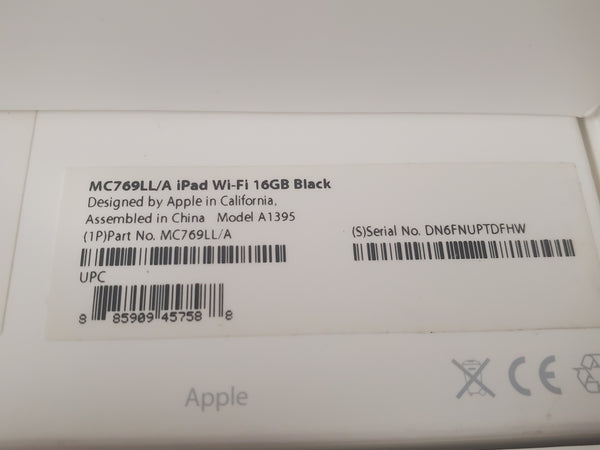 MC769LL/A iPad Wi-Fi 16GB Black
Designed by Apple in California,
Assembled in China Model A1395
(1P)Part No. MC769LL/A
(S)Serial No. DN6FNUPTDFHW
UPC
8 85909 45758 8
Apple